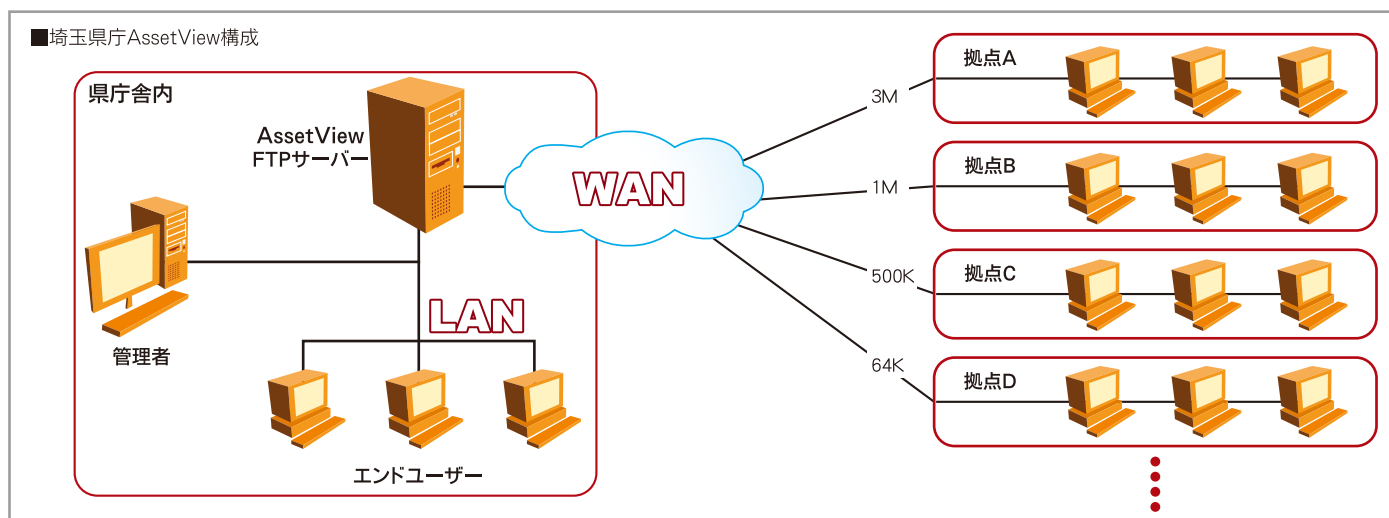 ■埼玉県庁AssetView構成
県庁舎内
AssetView
FTPサーバー
管理者
LAN
エンドユーザー
WAN
3M
1M
500K
64K
拠点A
拠点B
拠点C
拠点D